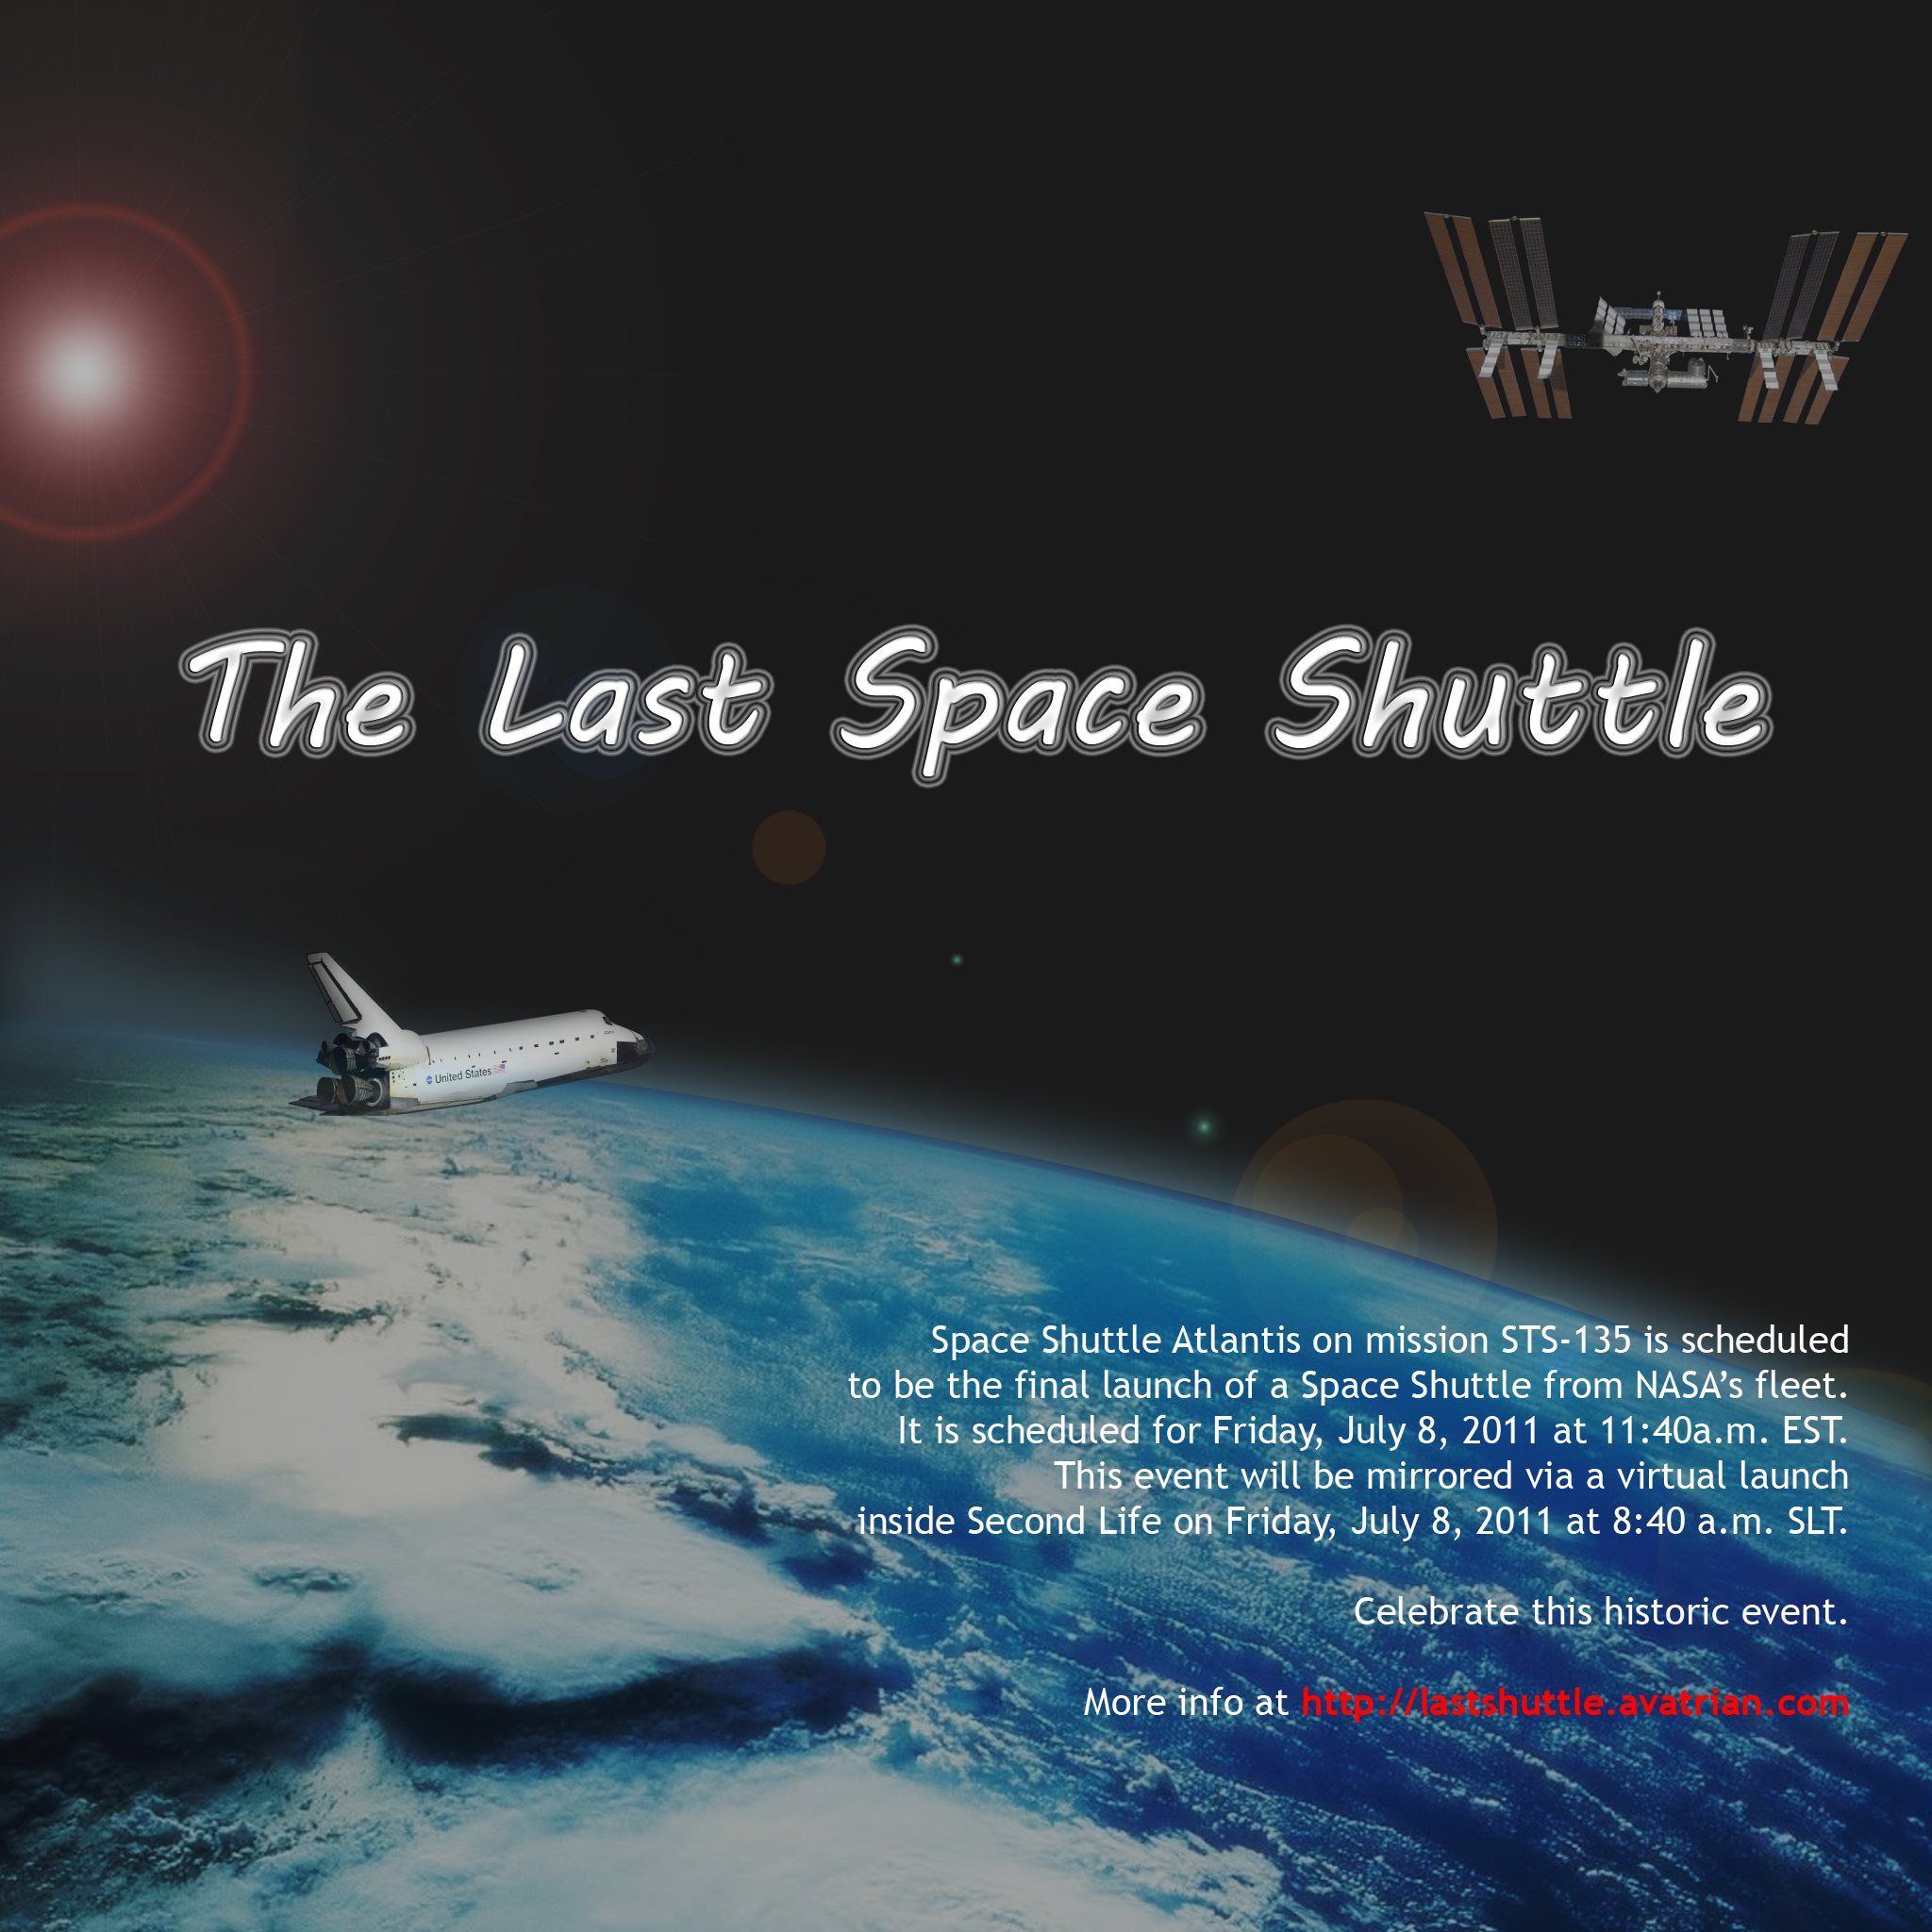 The Last Space Shuttle
United States
Space Shuttle Atlantis on mission STS-135 is scheduled
to be the final launch of a Space Shuttle from NASA’s fleet.
It is scheduled for Friday, July 8, 2011 at 11:40a.m. EST.
This event will be mirrored via a virtual launch
inside Second Life on Friday, July 8, 2011 at 8:40 a.m. SLT.
Celebrate this historic event.
More info at http://lastshuttle.avatrian.com